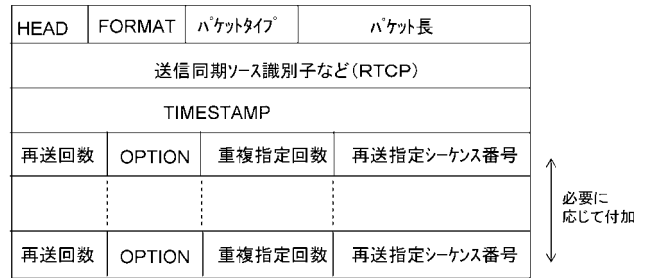 HEAD FORMAT パケットタイプ パケット長
送信同期ソース識別子など(RTCP)
TIMESTAMP
再送回数 OPTION 重複指定回数 再送指定シーケンス番号
必要に
応じて付加
再送回数 OPTION 重複指定回数 再送指定シーケンス番号